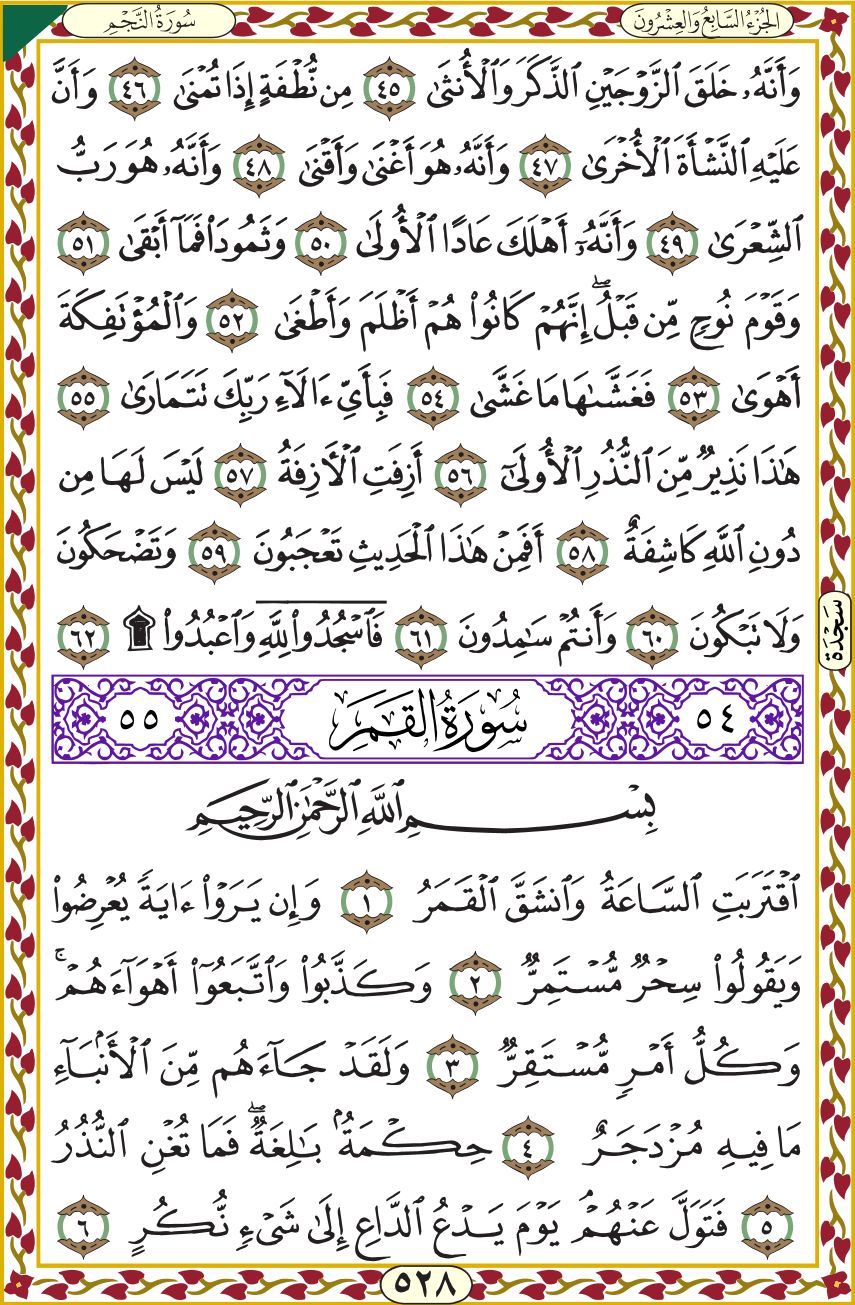 الجُزْءُ السَّابِعُ وَالعِشْرُونَ
سُورَةُ النَّجْمِ
وَأَنَّهُۥ خَلَقَ ٱلزَّوۡجَيۡنِ ٱلذَّكَرَ وَٱلۡأُنثَىٰ ٤٥ مِن نُّطۡفَةٍ إِذَا تُمۡنَىٰ ٤٦ وَأَنَّ
عَلَيۡهِ ٱلنَّشۡأَةَ ٱلۡأُخۡرَىٰ ٤٧ وَأَنَّهُۥ هُوَ أَغۡنَىٰ وَأَقۡنَىٰ ٤٨ وَأَنَّهُۥ هُوَ رَبُّ
ٱلشِّعۡرَىٰ ٤٩ وَأَنَّهُۥٓ أَهۡلَكَ عَادًا ٱلۡأُولَىٰ ٥٠ وَثَمُودَاْ فَمَآ أَبۡقَىٰ ٥١
وَقَوۡمَ نُوحٖ مِّن قَبۡلُۖ إِنَّهُمۡ كَانُواْ هُمۡ أَظۡلَمَ وَأَطۡغَىٰ ٥٢ وَٱلۡمُؤۡتَفِكَةَ
أَهۡوَىٰ ٥٣ فَغَشَّىٰهَا مَا غَشَّىٰ ٥٤ فَبِأَيِّ ءَالَآءِ رَبِّكَ تَتَمَارَىٰ ٥٥
هَٰذَا نَذِيرٞ مِّنَ ٱلنُّذُرِ ٱلۡأُولَىٰٓ ٥٦ أَزِفَتِ ٱلۡأٓزِفَةُ ٥٧ لَيۡسَ لَهَا مِن
دُونِ ٱللَّهِ كَاشِفَةٌ ٥٨ أَفَمِنۡ هَٰذَا ٱلۡحَدِيثِ تَعۡجَبُونَ ٥٩ وَتَضۡحَكُونَ
وَلَا تَبۡكُونَ ٦٠ وَأَنتُمۡ سَٰمِدُونَ ٦١ فَٱسۡجُدُواْ لِلَّهِ وَٱعۡبُدُواْ ۩ ٦٢
سَجْدَة
٥٤ سُورَةُ القَمَرِ ٥٥
بِسۡمِ ٱللَّهِ ٱلرَّحۡمَٰنِ ٱلرَّحِيمِ
ٱقۡتَرَبَتِ ٱلسَّاعَةُ وَٱنشَقَّ ٱلۡقَمَرُ ١ وَإِن يَرَوۡاْ ءَايَةٗ يُعۡرِضُواْ
وَيَقُولُواْ سِحۡرٞ مُّسۡتَمِرّٞ ٢ وَكَذَّبُواْ وَٱتَّبَعُوٓاْ أَهۡوَآءَهُمۡۚ
وَكُلُّ أَمۡرٖ مُّسۡتَقِرّٞ ٣ وَلَقَدۡ جَآءَهُم مِّنَ ٱلۡأَنۢبَآءِ
مَا فِيهِ مُزۡدَجَرٌ ٤ حِكۡمَةُۢ بَٰلِغَةٞۖ فَمَا تُغۡنِ ٱلنُّذُرُ
٥ فَتَوَلَّ عَنۡهُمۡۘ يَوۡمَ يَدۡعُ ٱلدَّاعِ إِلَىٰ شَيۡءٖ نُّكُرٍ ٦
٥٢٨